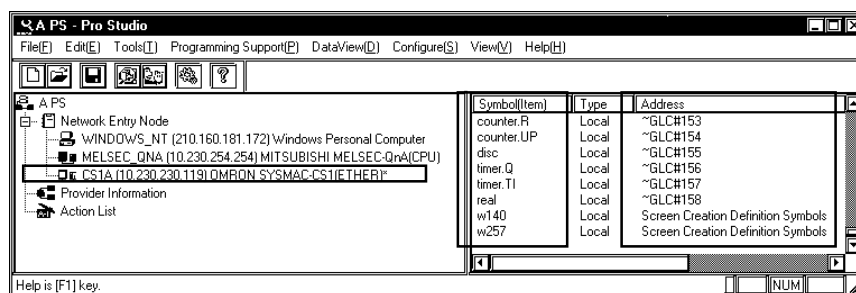 A PS - Pro Studio
File(F) Edit(E) Tools(T) Programming Support(P) DataView(D) Configure(S) View(V) Help(H)
A PS
Network Entry Node
WINDOWS_NT (210.160.181.172) Windows Personal Computer
MELSEC_QNA (10.230.254.254) MITSUBISHI MELSEC-QnA(CPU)
CS1A (10.230.230.119) OMRON SYSMAC-CS1(ETHER)*
Provider Information
Action List
Symbol(Item) Type Address
counter.R Local ~GLC#153
counter.UP Local ~GLC#154
disc Local ~GLC#155
timer.Q Local ~GLC#156
timer.TI Local ~GLC#157
real Local ~GLC#158
w140 Local Screen Creation Definition Symbols
w257 Local Screen Creation Definition Symbols
Help is [F1] key.
NUM